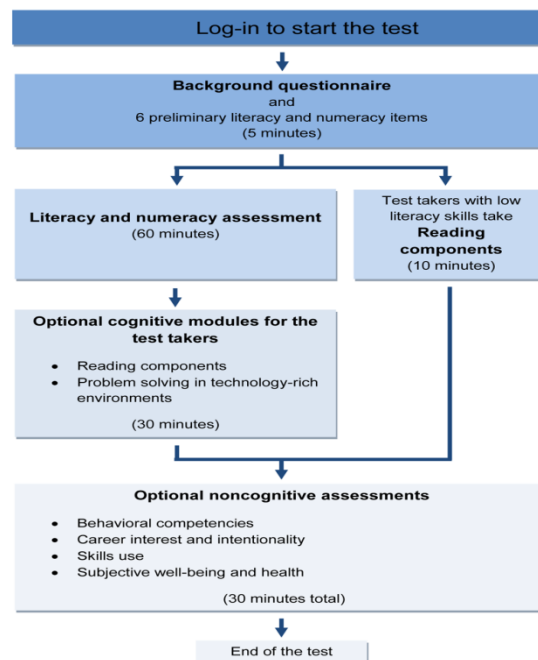 Log-in to start the test
Background questionnaire
and
6 preliminary literacy and numeracy items
(5 minutes)
Literacy and numeracy assessment
(60 minutes)
Test takers with low
literacy skills take
Reading
components
(10 minutes)
Optional cognitive modules for the
test takers
• Reading components
• Problem solving in technology-rich
environments
(30 minutes)
Optional noncognitive assessments
• Behavioral competencies
• Career interest and intentionality
• Skills use
• Subjective well-being and health
(30 minutes total)
End of the test